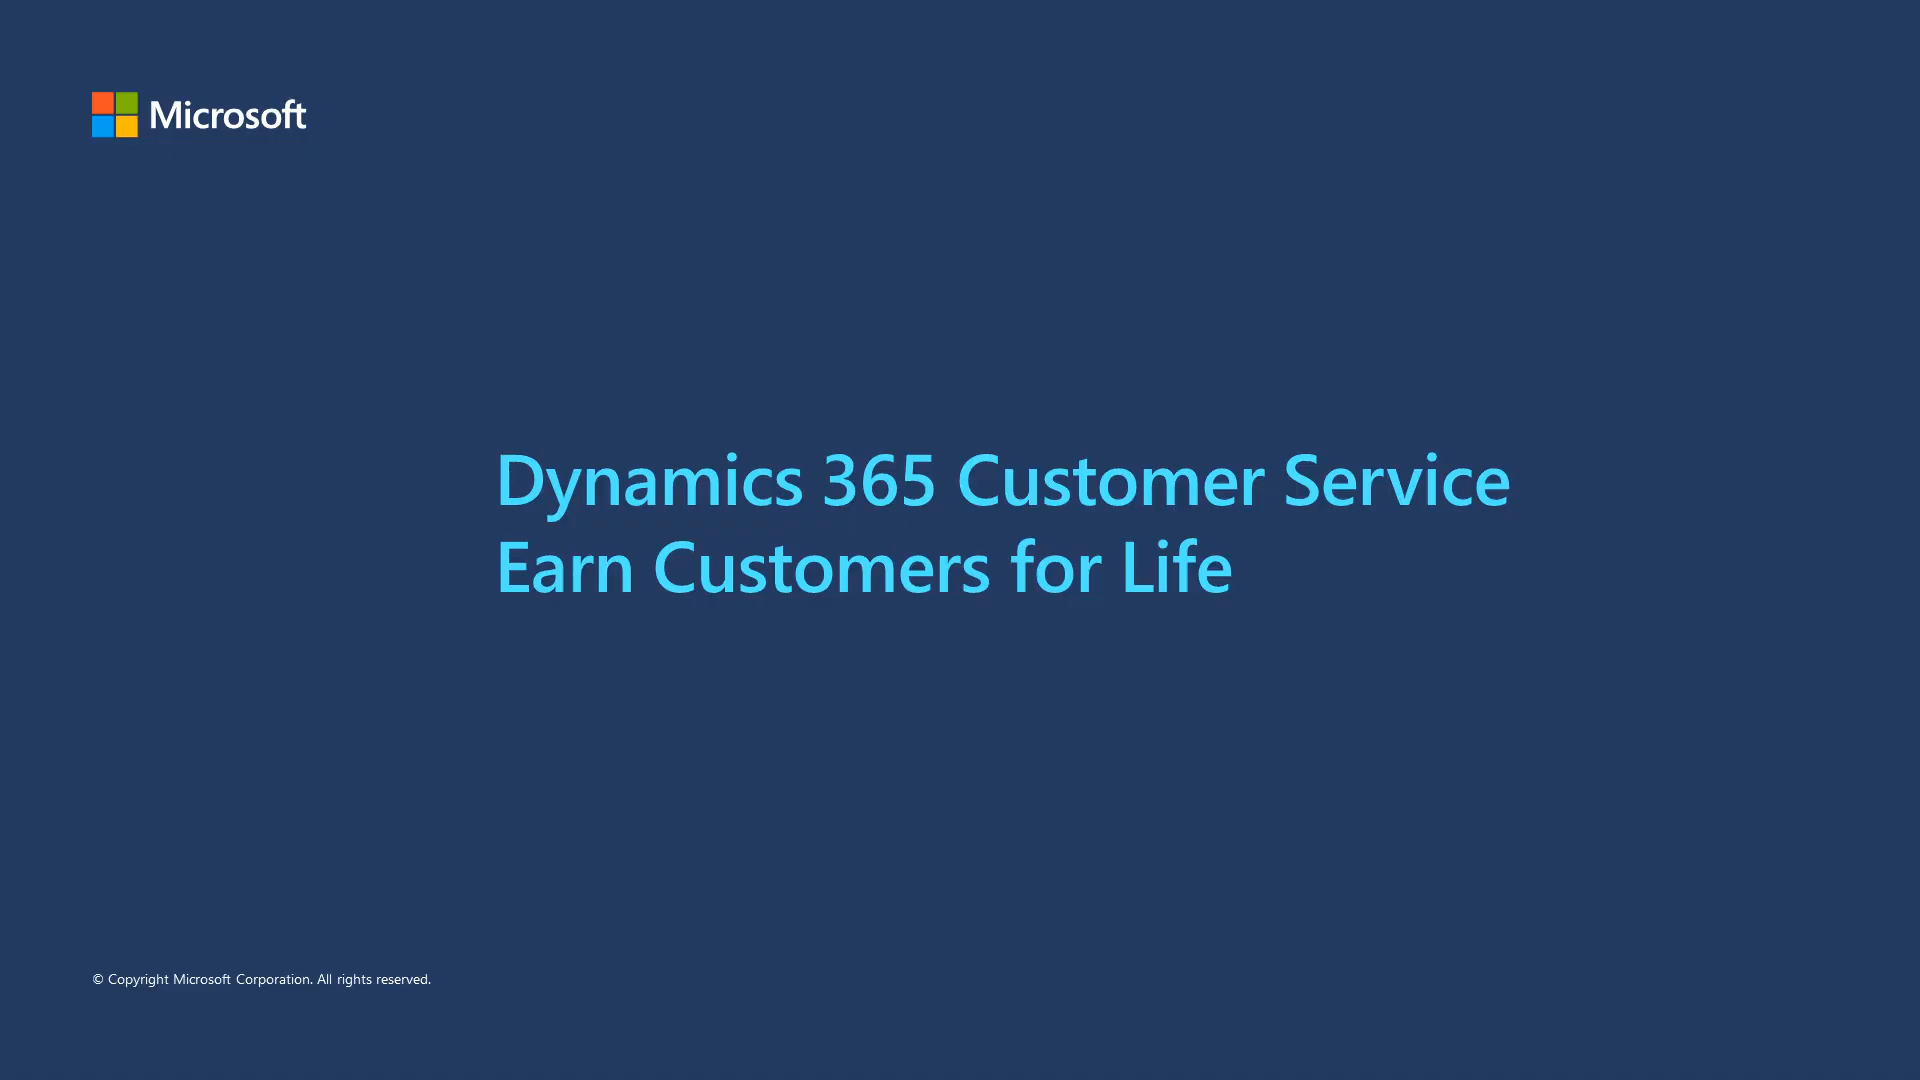 Microsoft
Dynamics 365 Customer Service
Earn Customers for Life
© Copyright Microsoft Corporation. All rights reserved.